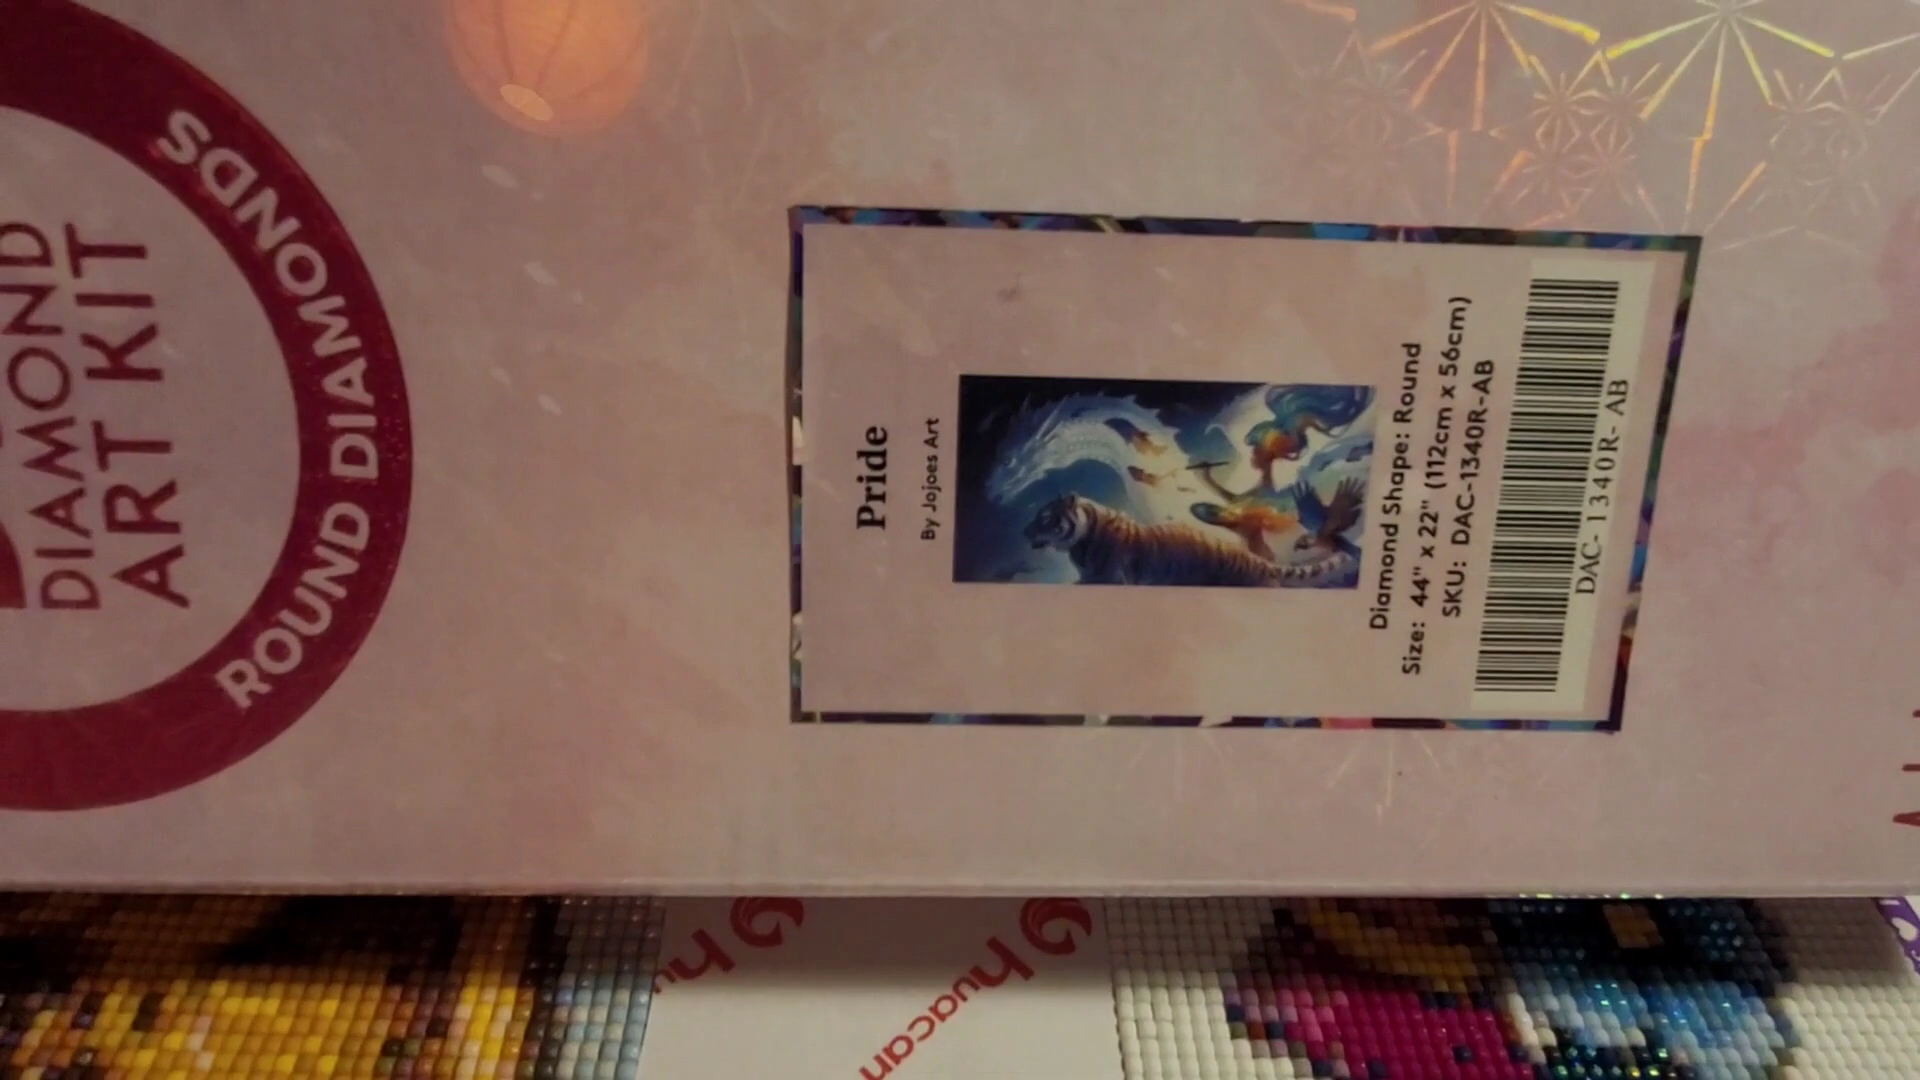 DIAMOND
ART KIT
ROUND DIAMONDS
Pride
By Jojoes Art
Diamond Shape: Round
Size: 44" x 22" (112cm x 56cm)
SKU: DAC-1340R-AB
DAC-1340R-AB
hu
huacan